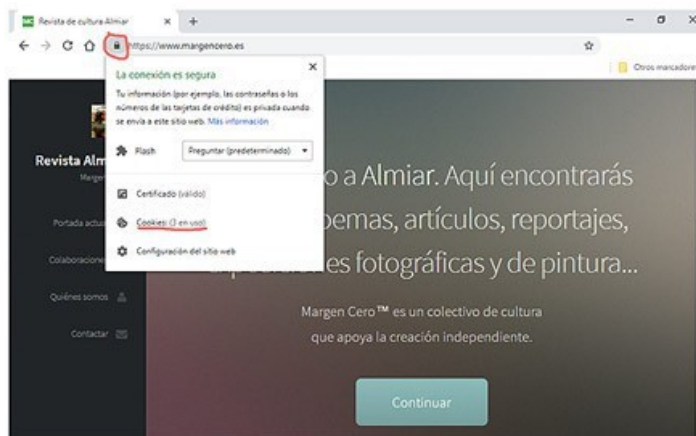 Revista de cultura Almiar
https://www.margencero.es
Otros marcadore
La conexión es segura
Tu información (por ejemplo, las contraseñas o los
números de las tarjetas de crédito) es privada cuando
se envía a este sitio web. Más información
Flash
Preguntar (predeterminado)
Certificado (válido)
Cookies (3 en uso)
Configuración del sitio web
Revista Alm
Margen
Portada actua
Colaboraciones
Quiénes somos
Contactar
o a Almiar. Aquí encontrarás
oemas, artículos, reportajes,
es fotográficas y de pintura...
Margen Cero™ es un colectivo de cultura
que apoya la creación independiente.
Continuar